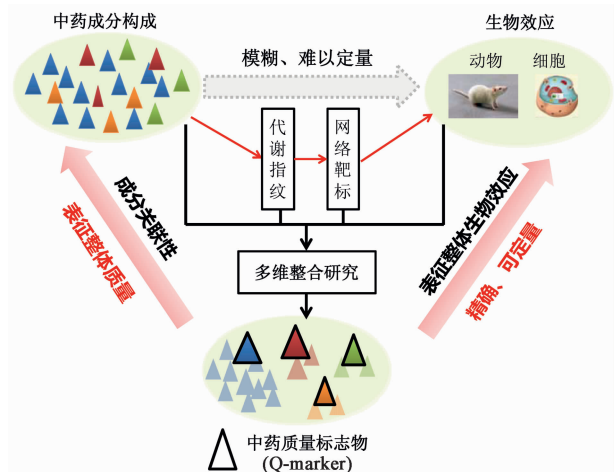 中药成分构成
生物效应
模糊、难以定量
动物
细胞
代谢指纹
网络靶标
成分关联性
表征整体质量
表征整体生物效应
精确、可定量
多维整合研究
中药质量标志物
(Q-marker)